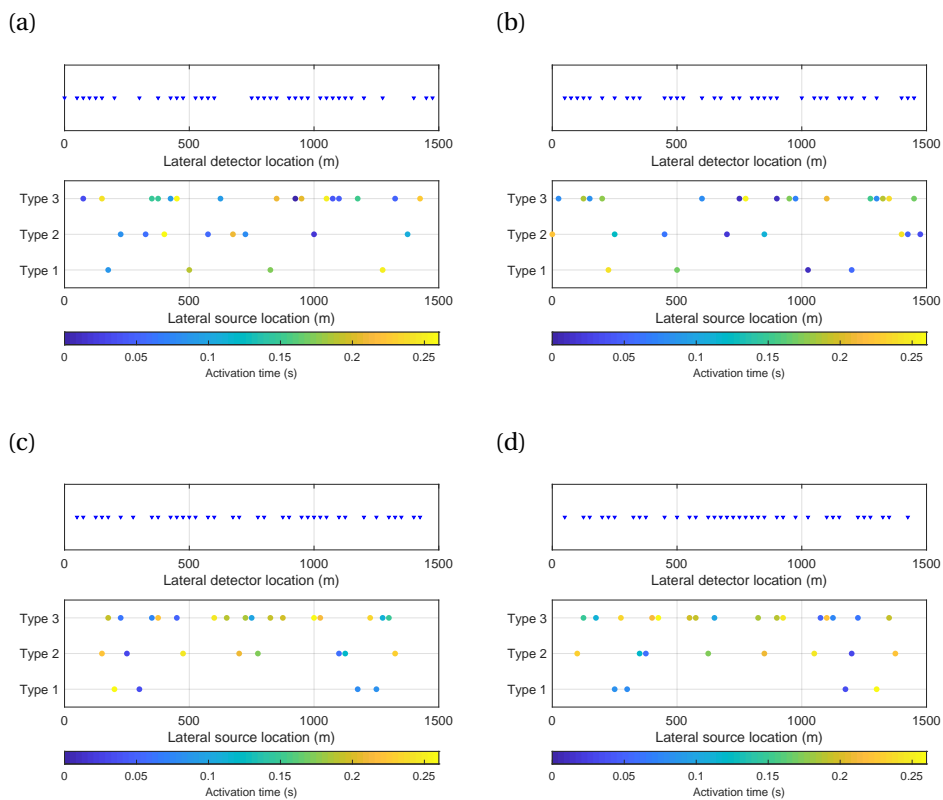 (a)
0 500 1000 1500
Lateral detector location (m)
Type 3
Type 2
Type 1
0 500 1000 1500
Lateral source location (m)
0 0.05 0.1 0.15 0.2 0.25
Activation time (s)
(b)
0 500 1000 1500
Lateral detector location (m)
Type 3
Type 2
Type 1
0 500 1000 1500
Lateral source location (m)
0 0.05 0.1 0.15 0.2 0.25
Activation time (s)
(c)
0 500 1000 1500
Lateral detector location (m)
Type 3
Type 2
Type 1
0 500 1000 1500
Lateral source location (m)
0 0.05 0.1 0.15 0.2 0.25
Activation time (s)
(d)
0 500 1000 1500
Lateral detector location (m)
Type 3
Type 2
Type 1
0 500 1000 1500
Lateral source location (m)
0 0.05 0.1 0.15 0.2 0.25
Activation time (s)